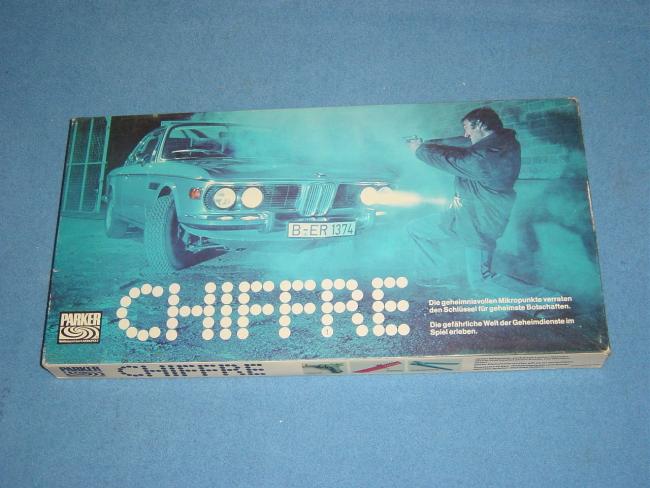 B-ER 1374
CHIFFRE
PARKER
Die geheimnisvollen Mikropunkte verraten
den Schlüssel für geheimste Botschaften.
Die gefährliche Welt der Geheimdienste im
Spiel erleben.
PARKER
CHIFFRE